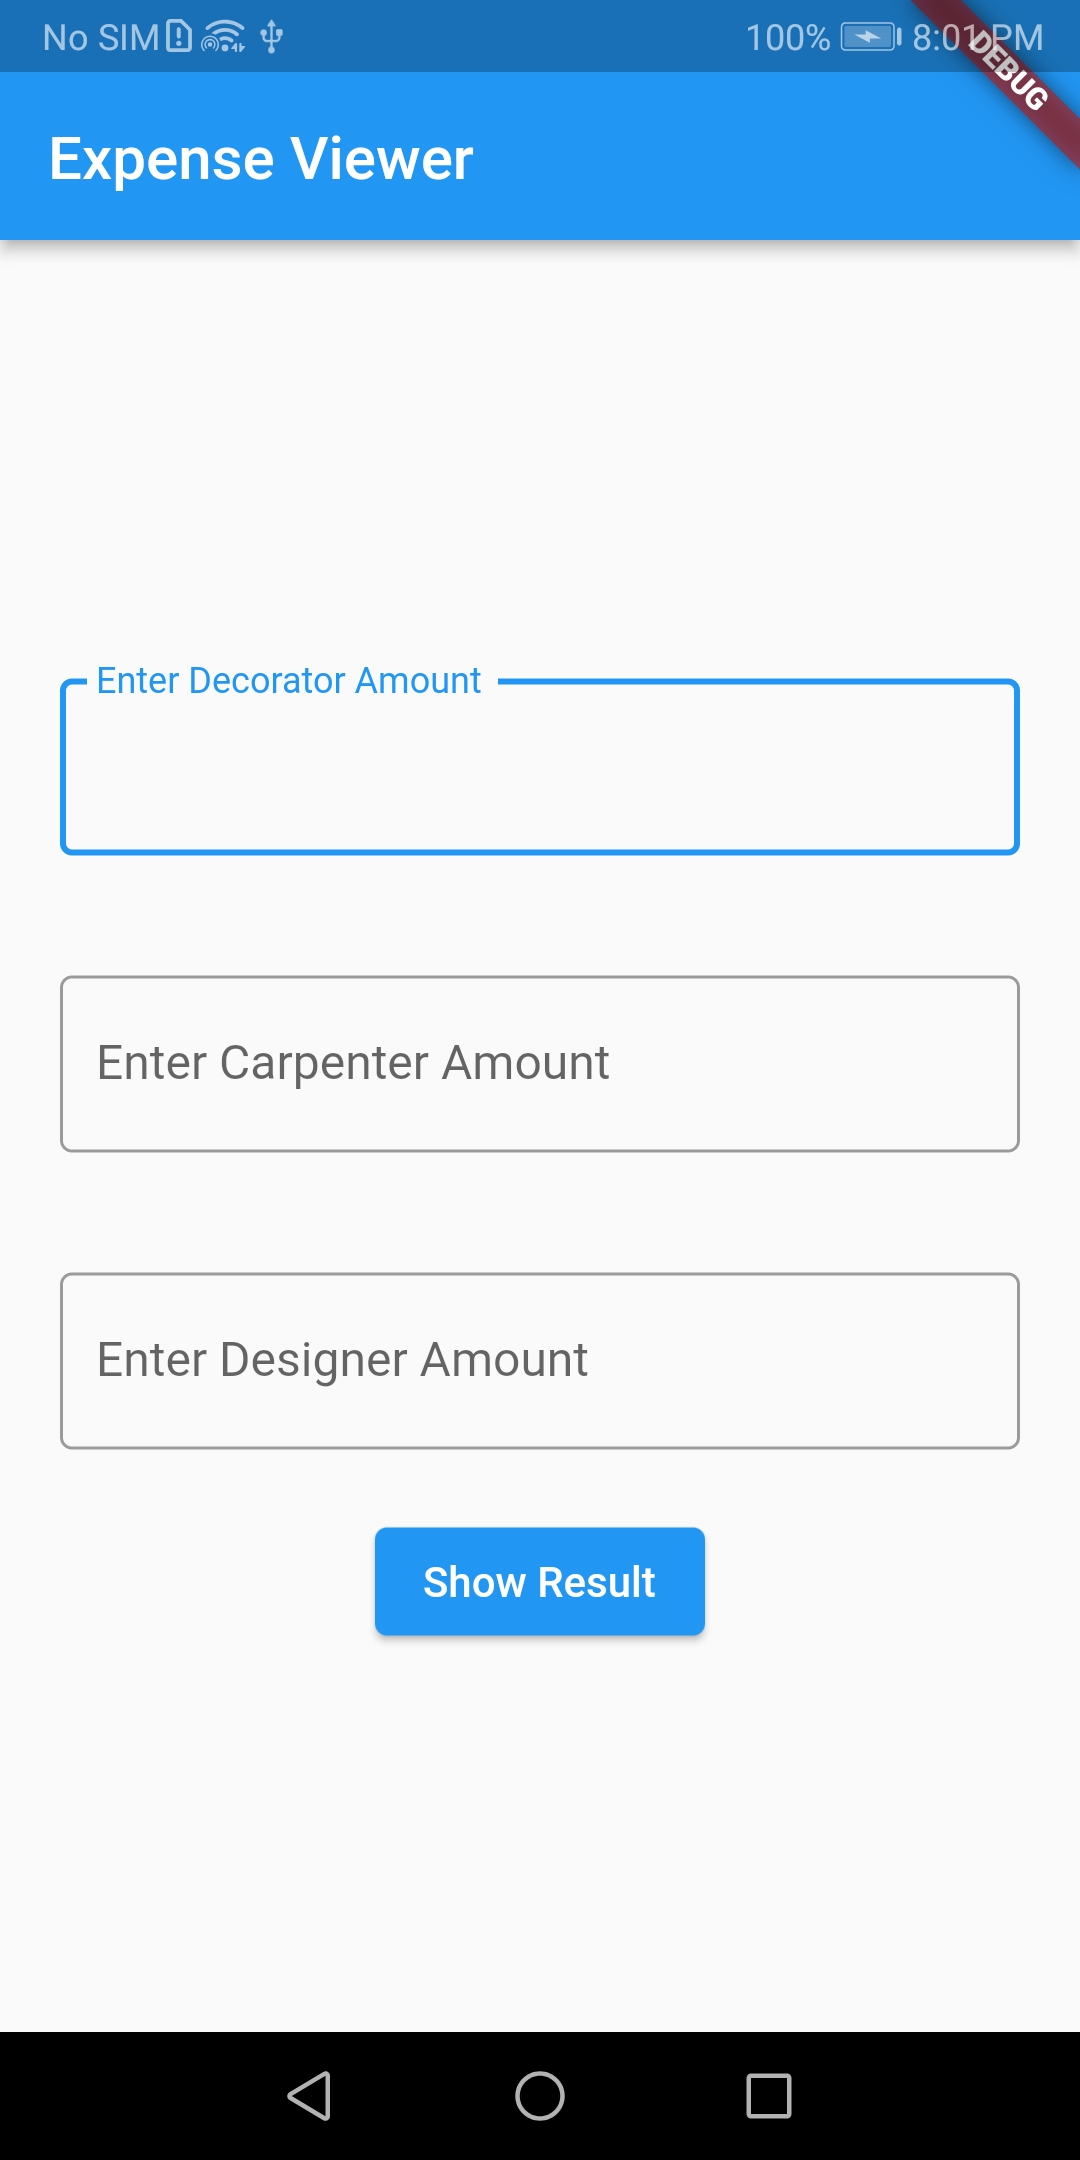 No SIM 100% 8:01 PM
DEBUG
Expense Viewer
Enter Decorator Amount
Enter Carpenter Amount
Enter Designer Amount
Show Result